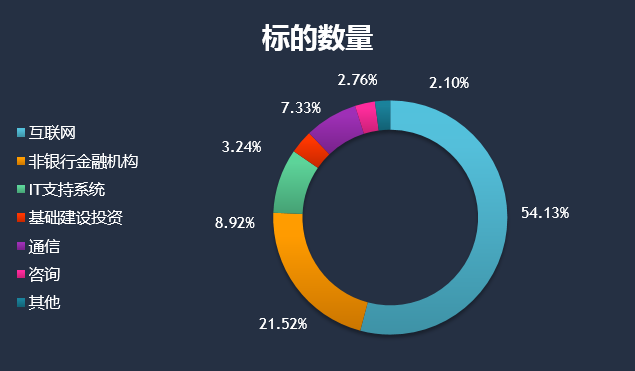 标的数量
2.76%
2.10%
7.33%
3.24%
8.92%
54.13%
21.52%
互联网
非银行金融机构
IT支持系统
基础建设投资
通信
咨询
其他